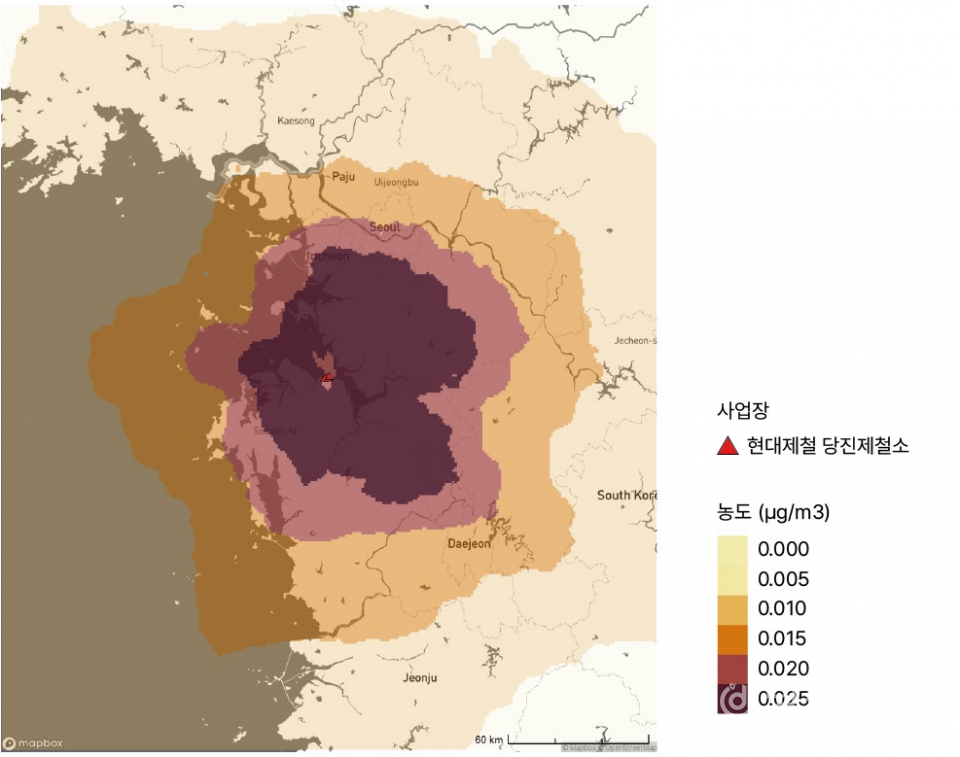 Kaesong
Paju
Uijeongbu
Seoul
Incheon
Jecheon-s
South Kore
Daejeon
Jeonju
60 km
mapbox
© Mapbox © OpenStreetMap
사업장
현대제철 당진제철소
농도 (µg/m3)
0.000
0.005
0.010
0.015
0.020
0.025